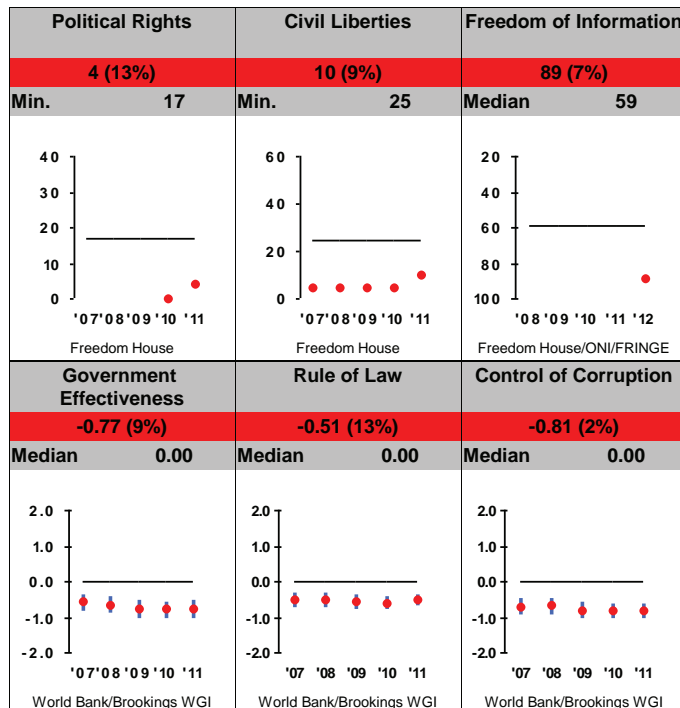 Political Rights
4 (13%)
Min. 17
40
30
20
10
0
'07 '08 '09 '10 '11
Freedom House
Civil Liberties
10 (9%)
Min. 25
60
40
20
0
'07 '08 '09 '10 '11
Freedom House
Freedom of Information
89 (7%)
Median 59
20
40
60
80
100
'08 '09 '10 '11 '12
Freedom House/ONI/FRINGE
Government
Effectiveness
-0.77 (9%)
Median 0.00
2.0
1.0
0.0
-1.0
-2.0
'07 '08 '09 '10 '11
World Bank/Brookings WGI
Rule of Law
-0.51 (13%)
Median 0.00
2.0
1.0
0.0
-1.0
-2.0
'07 '08 '09 '10 '11
World Bank/Brookings WGI
Control of Corruption
-0.81 (2%)
Median 0.00
2.0
1.0
0.0
-1.0
-2.0
'07 '08 '09 '10 '11
World Bank/Brookings WGI